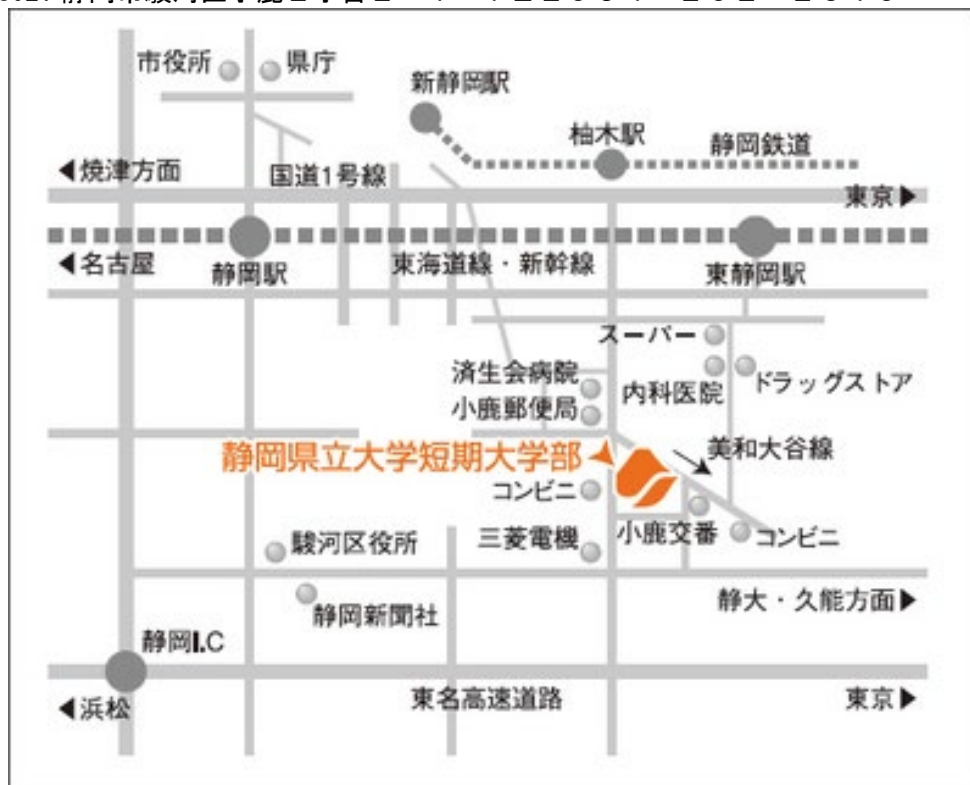 市役所
県庁
新静岡駅
柚木駅
静岡鉄道
◀焼津方面
国道1号線
東京▶
◀名古屋
静岡駅
東海道線・新幹線
東静岡駅
スーパー
済生会病院
内科医院
ドラッグストア
小鹿郵便局
静岡県立大学短期大学部
美和大谷線
コンビニ
三菱電機
小鹿交番
コンビニ
駿河区役所
静大・久能方面▶
静岡新聞社
静岡I.C
◀浜松
東名高速道路
東京▶